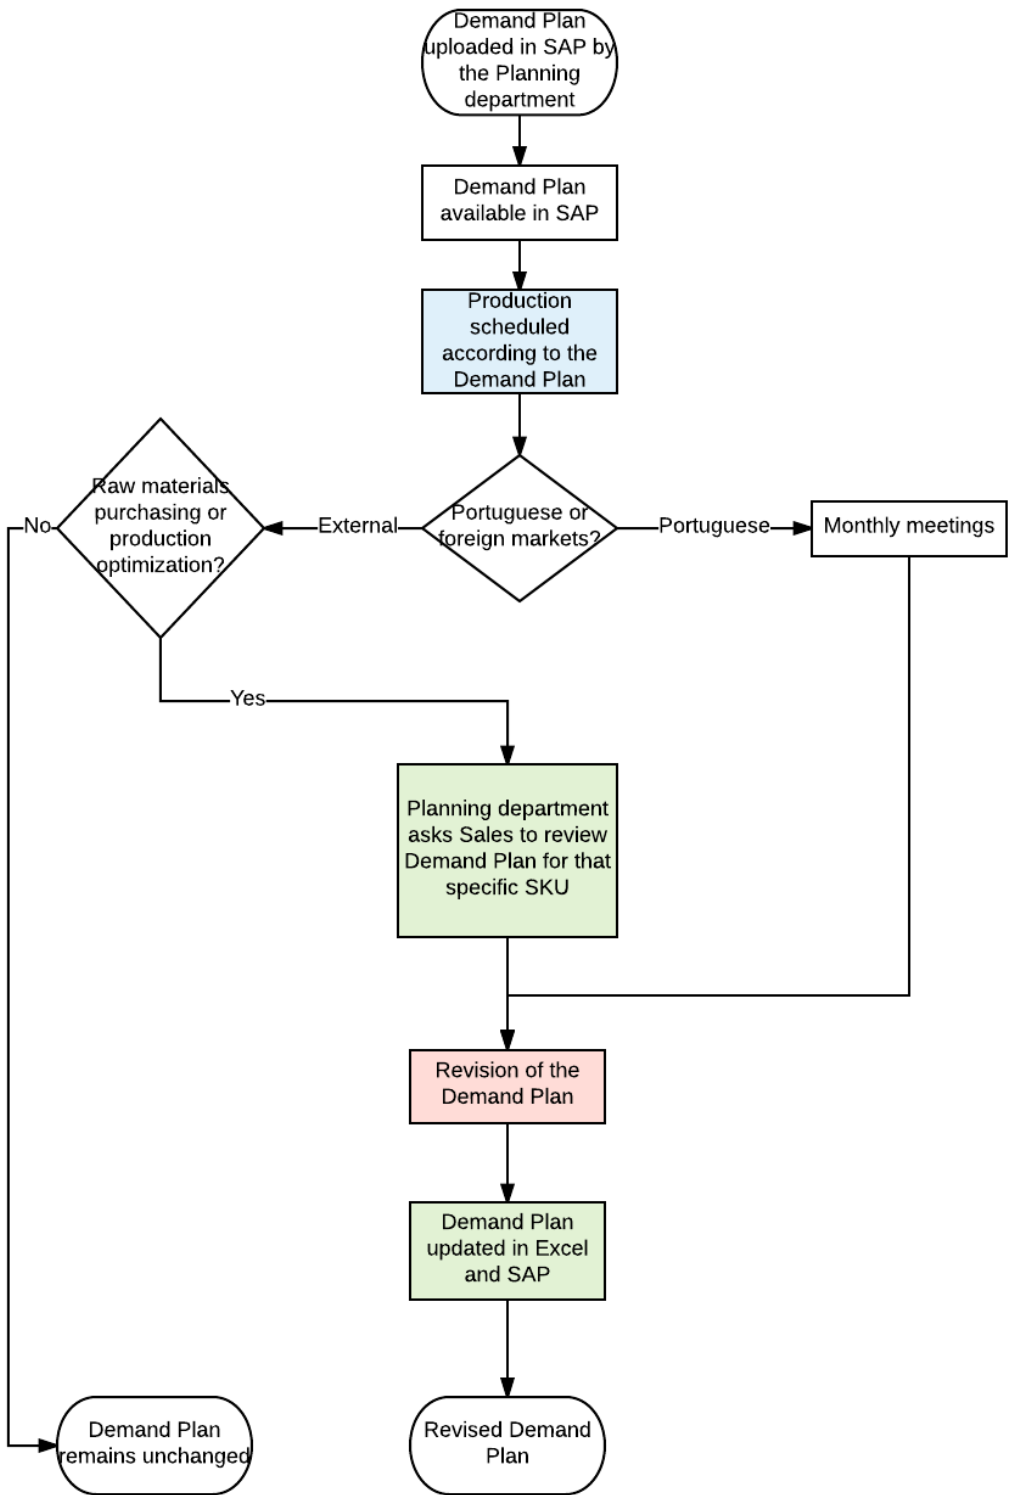 Demand Plan
uploaded in SAP by
the Planning
department
Demand Plan
available in SAP
Production
scheduled
according to the
Demand Plan
Raw materials
purchasing or
production
optimization?
No
External
Portuguese or
foreign markets?
Portuguese
Monthly meetings
Yes
Planning department
asks Sales to review
Demand Plan for that
specific SKU
Revision of the
Demand Plan
Demand Plan
updated in Excel
and SAP
Demand Plan
remains unchanged
Revised Demand
Plan